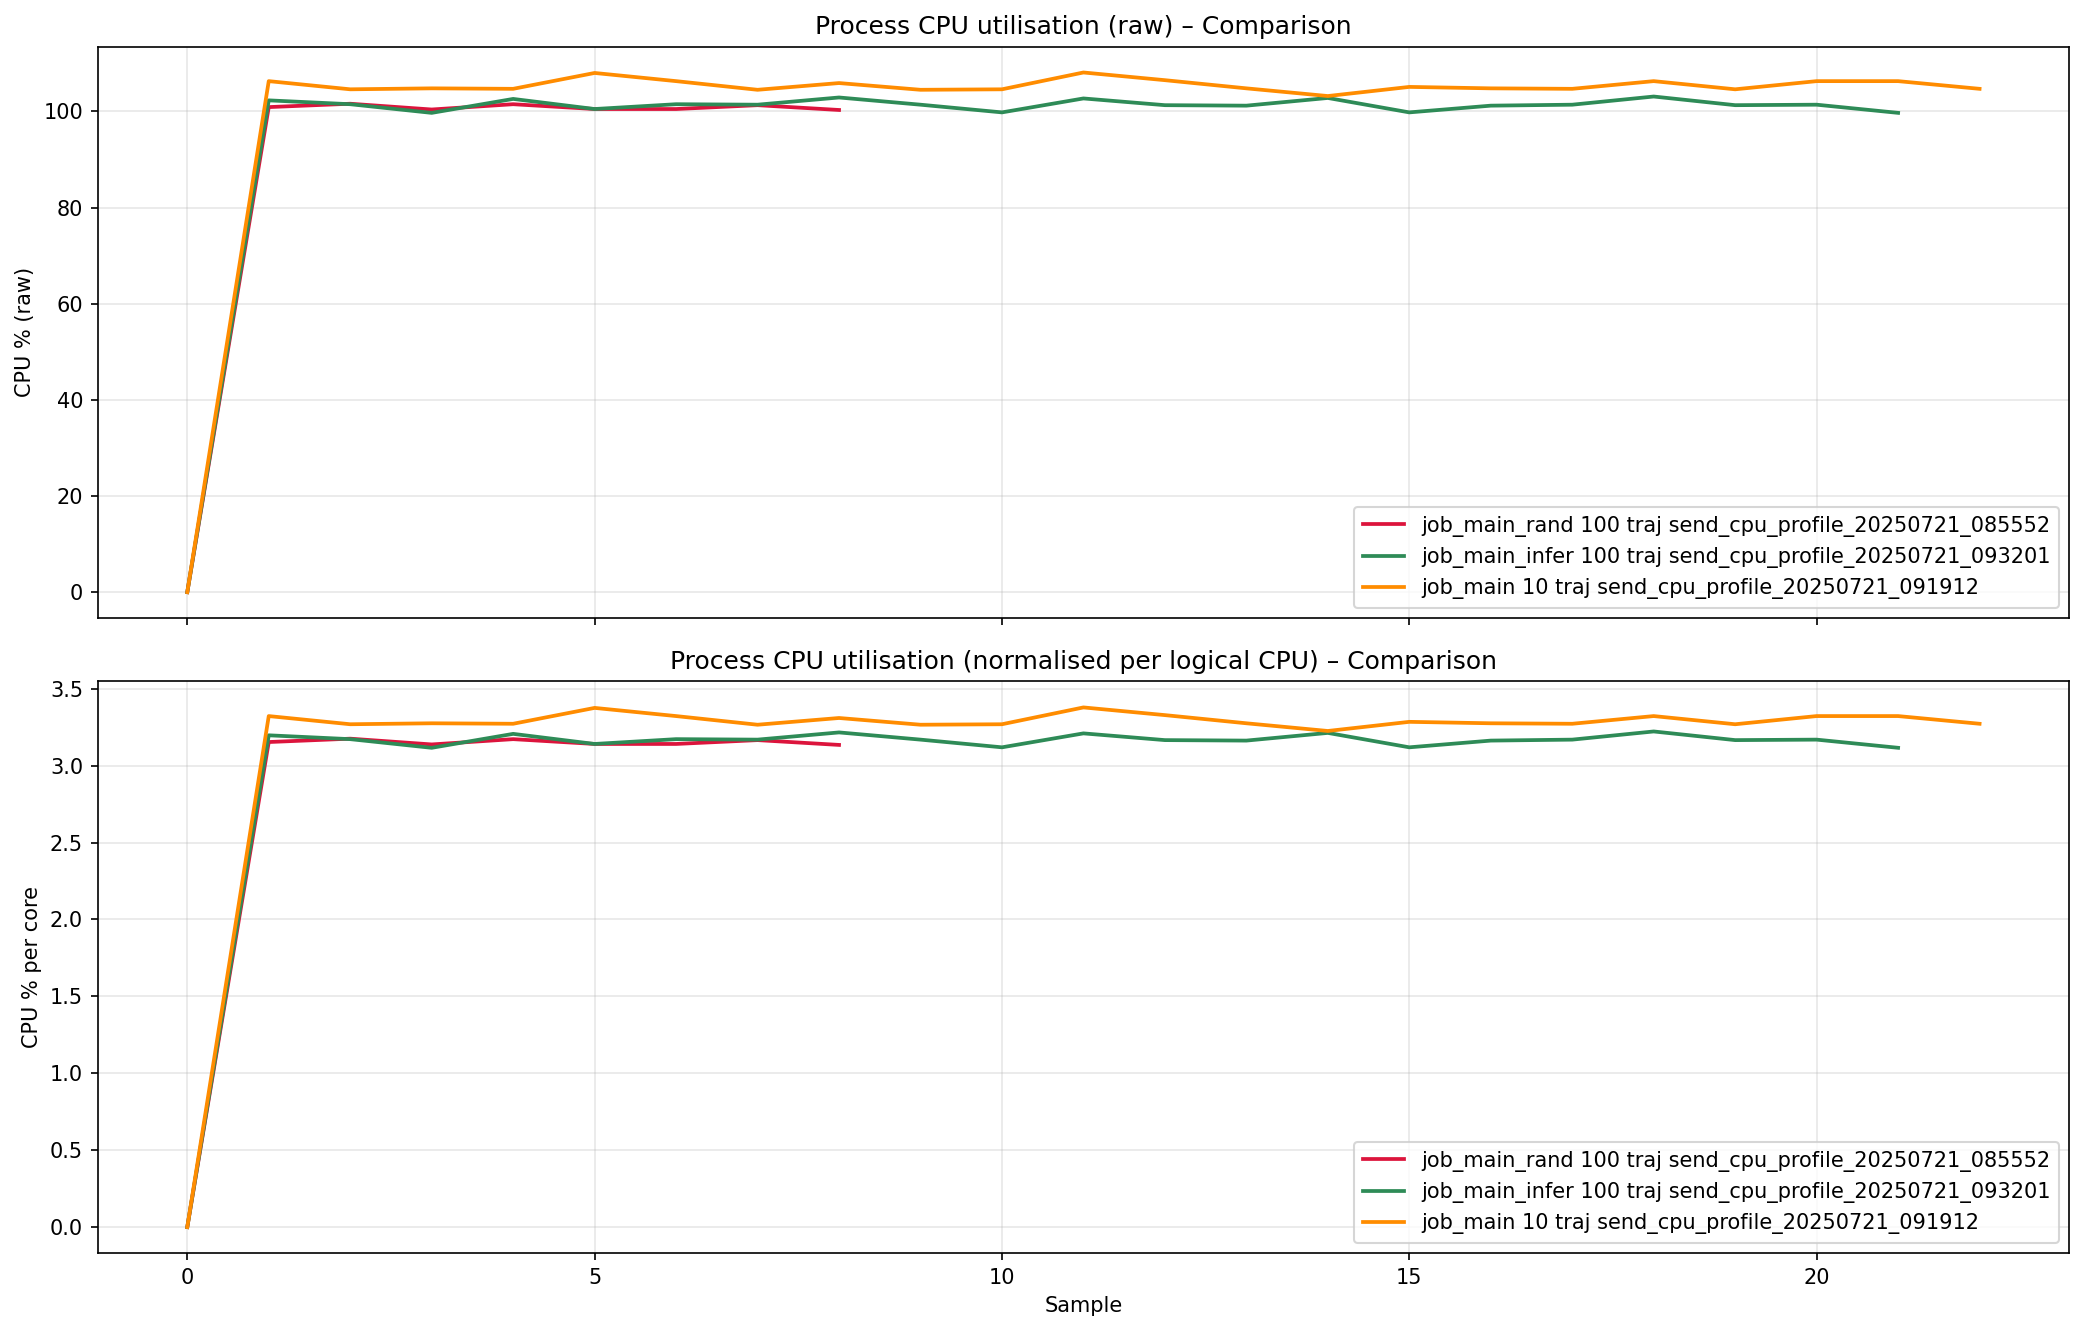 Process CPU utilisation (raw) – Comparison
CPU % (raw)
100
80
60
40
20
0
job_main_rand 100 traj send_cpu_profile_20250721_085552
job_main_infer 100 traj send_cpu_profile_20250721_093201
job_main 10 traj send_cpu_profile_20250721_091912
Process CPU utilisation (normalised per logical CPU) – Comparison
CPU % per core
3.5
3.0
2.5
2.0
1.5
1.0
0.5
0.0
job_main_rand 100 traj send_cpu_profile_20250721_085552
job_main_infer 100 traj send_cpu_profile_20250721_093201
job_main 10 traj send_cpu_profile_20250721_091912
0 5 10 15 20
Sample